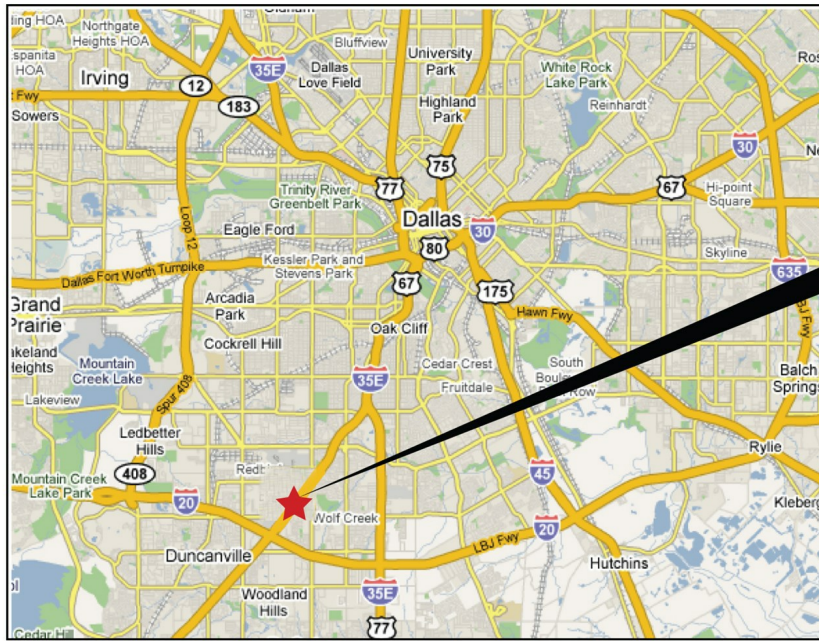 Northgate
Heights HOA
HOA
Irving
12
183
Sowers
35E
Bluffview
Dallas
Love Field
University
Park
Highland
Park
White Rock
Lake Park
Reinhardt
30
75
77
67
Hi-point
Square
Trinity River
Greenbelt Park
Dallas
30
80
Eagle Ford
Kessler Park and
Stevens Park
Loop 12
Dallas Fort Worth Turnpike
Skyline
635
67
175
Grand
Prairie
Arcadia
Park
Oak Cliff
Hawn Fwy
Cockrell Hill
Mountain
Creek Lake
Cedar Crest
Fruitdale
South
35E
Lakeview
Spur 408
Balch
Springs
Ledbetter
Hills
Rylie
408
Mountain Creek
Lake Park
20
45
Wolf Creek
20
LBJ Fwy
Duncanville
Hutchins
Woodland
Hills
35E
77
Cedar Hill